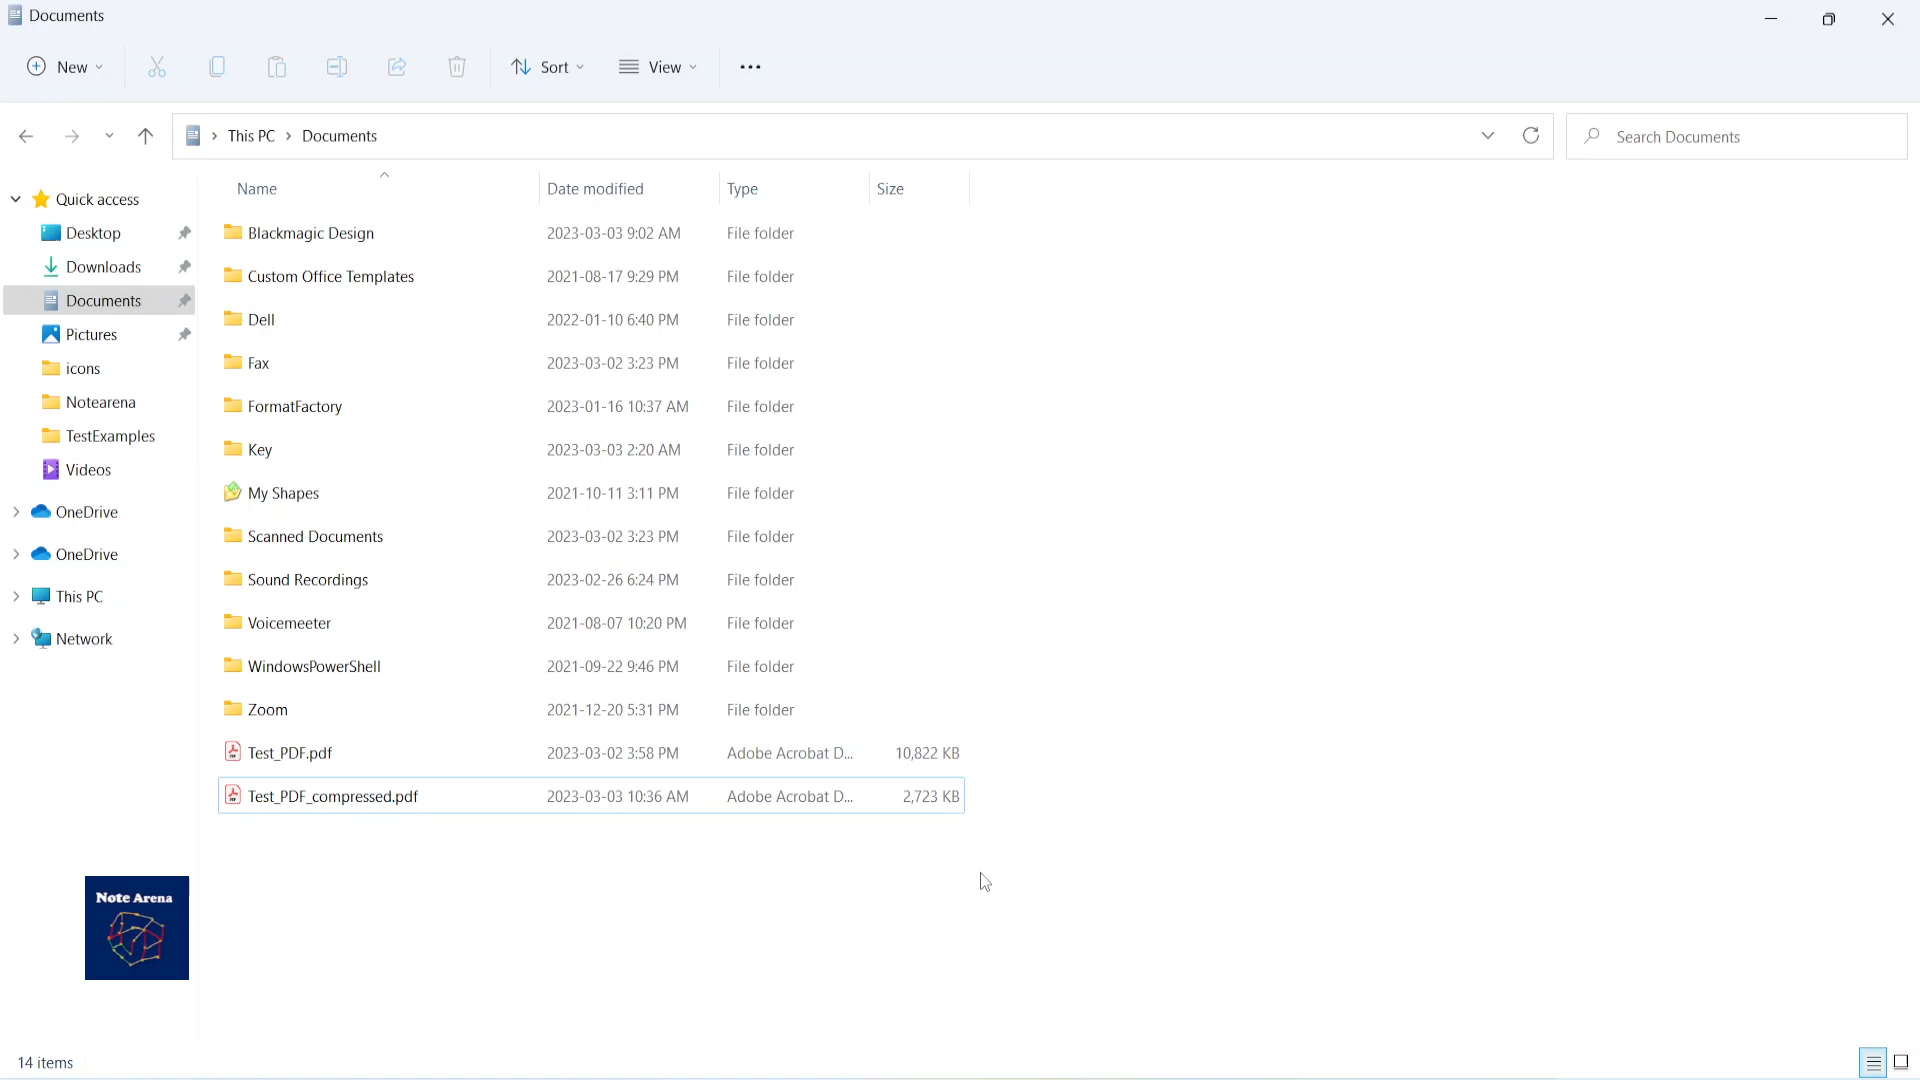 Documents
New
Sort
View
This PC > Documents
Search Documents
Name Date modified Type Size
Quick access
Desktop
Downloads
Documents
Pictures
icons
Notearena
TestExamples
Videos
OneDrive
OneDrive
This PC
Network
Blackmagic Design 2023-03-03 9:02 AM File folder
Custom Office Templates 2021-08-17 9:29 PM File folder
Dell 2022-01-10 6:40 PM File folder
Fax 2023-03-02 3:23 PM File folder
FormatFactory 2023-01-16 10:37 AM File folder
Key 2023-03-03 2:20 AM File folder
My Shapes 2021-10-11 3:11 PM File folder
Scanned Documents 2023-03-02 3:23 PM File folder
Sound Recordings 2023-02-26 6:24 PM File folder
Voicemeeter 2021-08-07 10:20 PM File folder
WindowsPowerShell 2021-09-22 9:46 PM File folder
Zoom 2021-12-20 5:31 PM File folder
Test_PDF.pdf 2023-03-02 3:58 PM Adobe Acrobat D... 10,822 KB
Test_PDF_compressed.pdf 2023-03-03 10:36 AM Adobe Acrobat D... 2,723 KB
Note Arena
14 items